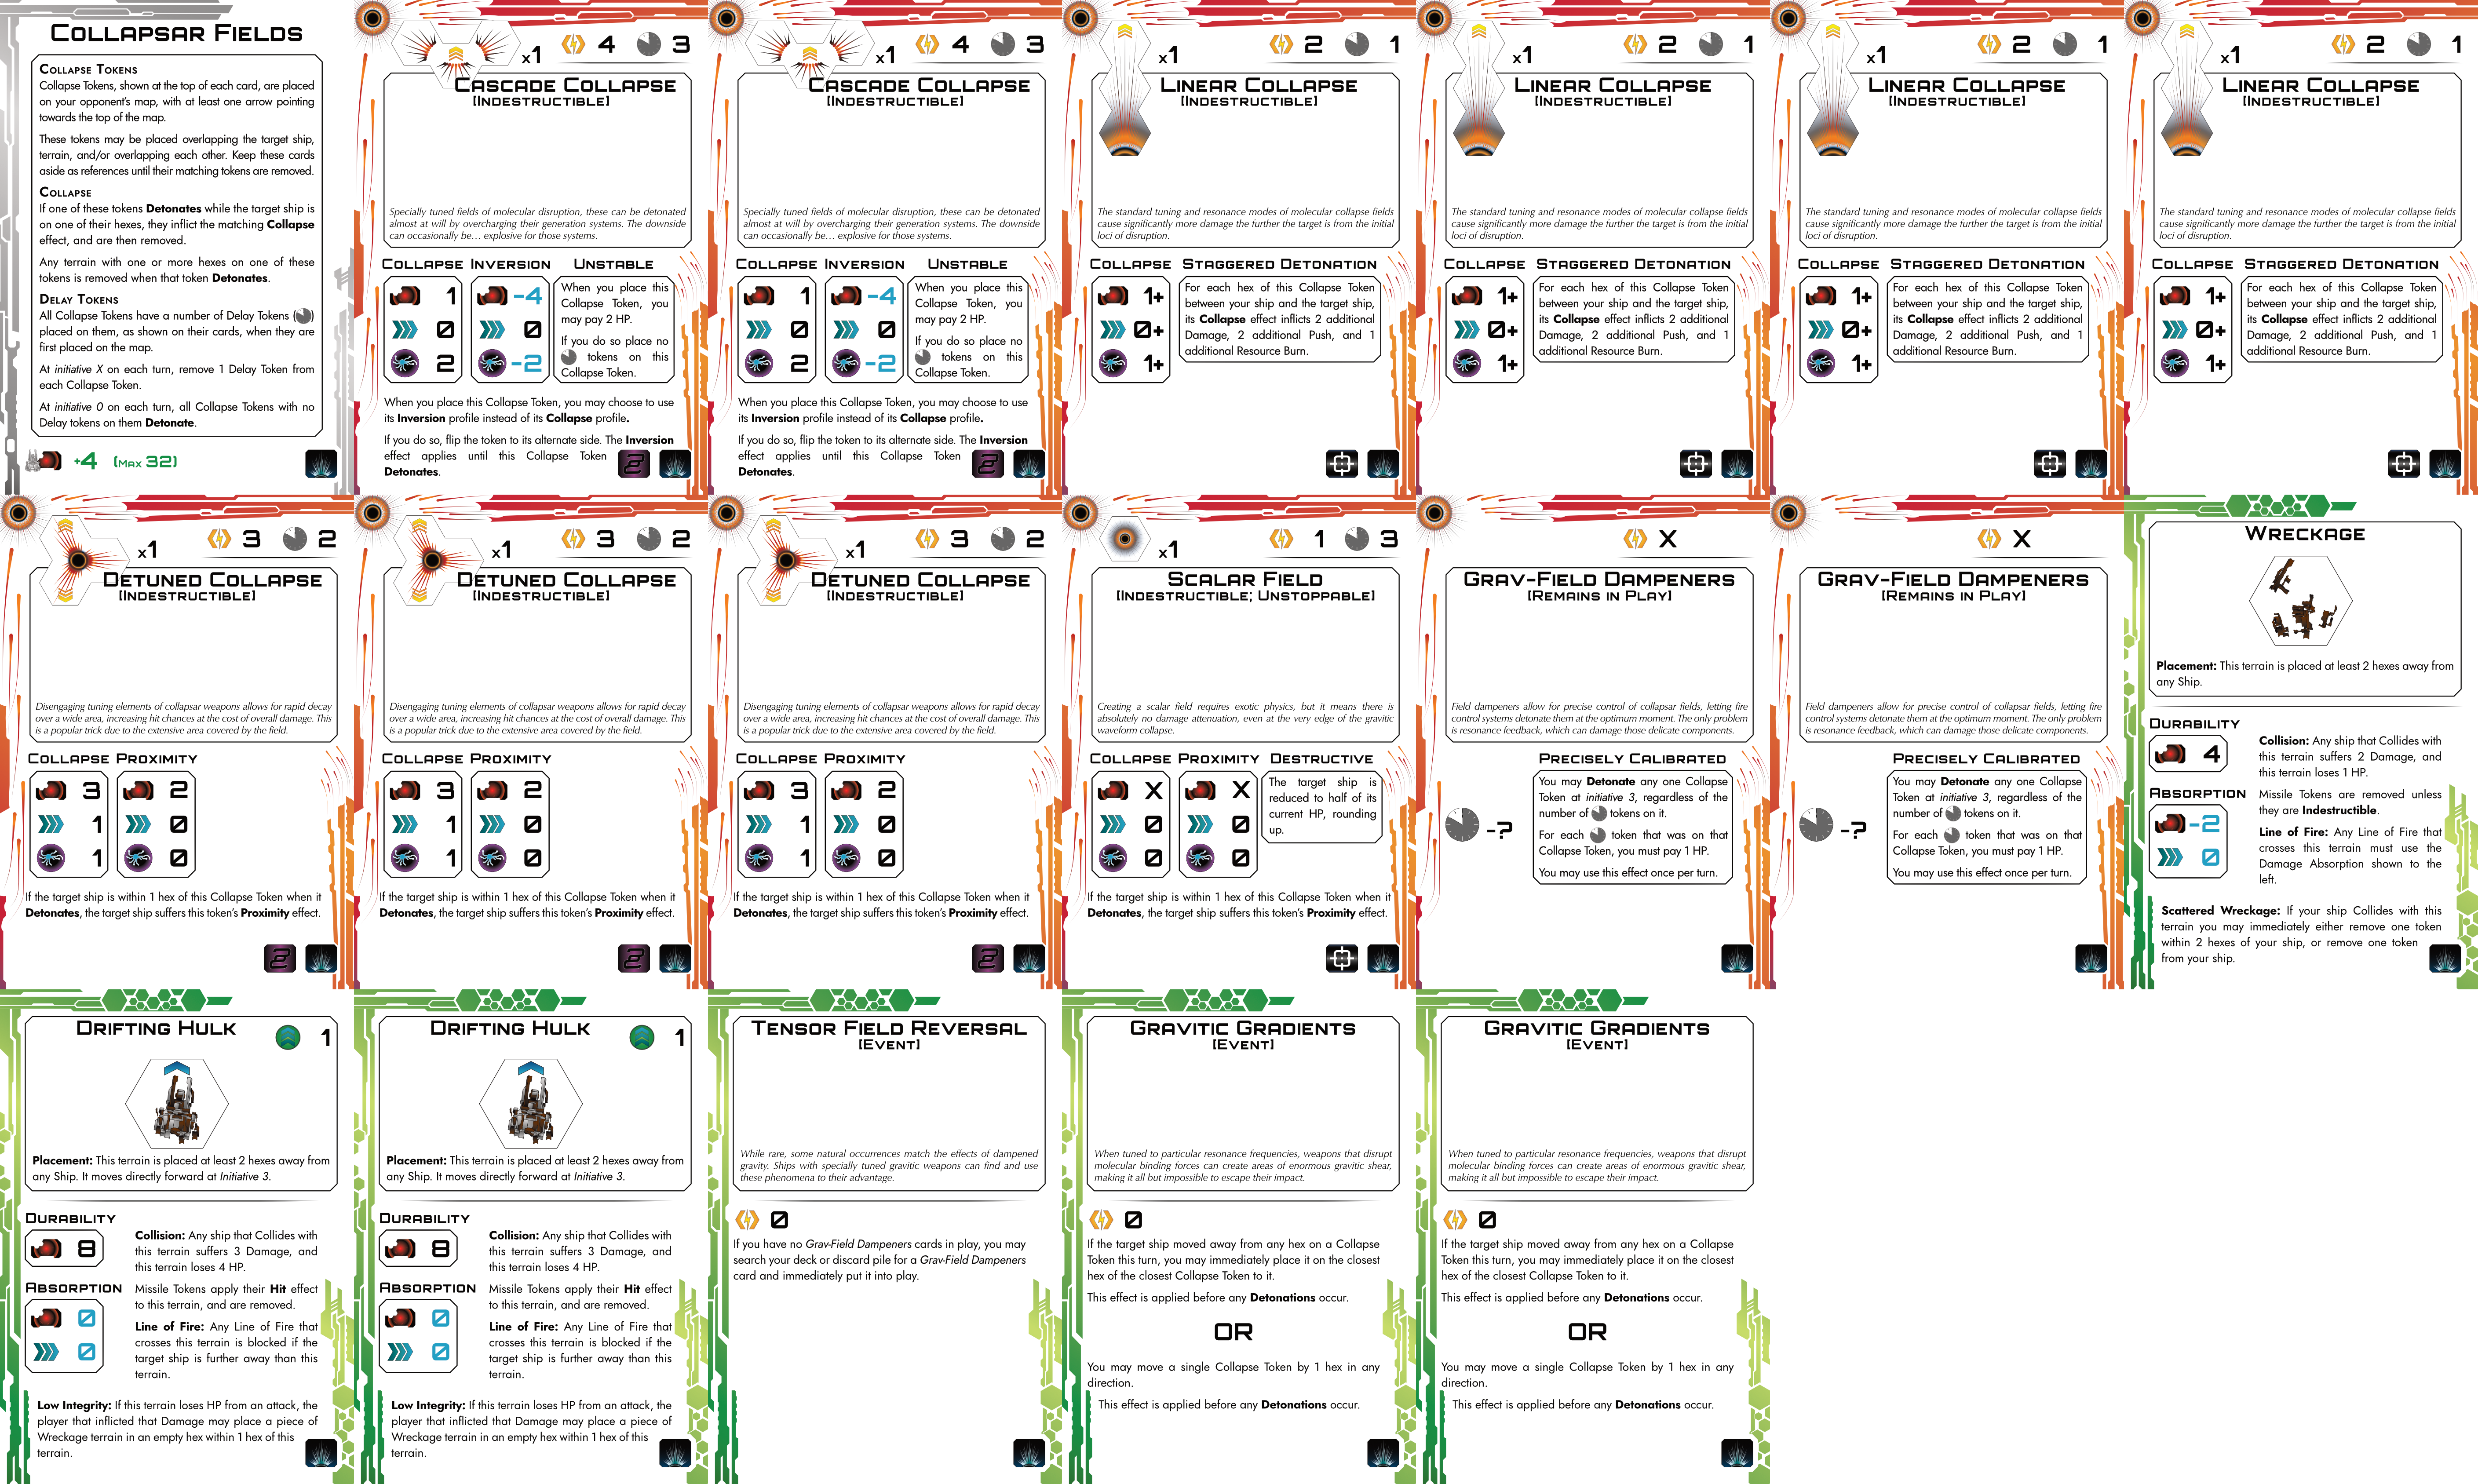 COLLAPSAR FIELDS
COLLAPSE TOKENS
Collapse Tokens, shown at the top of each card, are placed
on your opponent's map, with at least one arrow pointing
towards the top of the map.
These tokens may be placed overlapping the target ship,
terrain, and/or overlapping each other. Keep these cards
aside as references until their matching tokens are removed.
COLLAPSE
If one of these tokens Detonates while the target ship is
on one of their hexes, they inflict the matching Collapse
effect, and are then removed.
Any terrain with one or more hexes on one of these
tokens is removed when that token Detonates.
DELAY TOKENS
All Collapse Tokens have a number of Delay Tokens ( )
placed on them, as shown on their cards, when they are
first placed on the map.
At initiative X on each turn, remove 1 Delay Token from
each Collapse Token.
At initiative 0 on each turn, all Collapse Tokens with no
Delay tokens on them Detonate.
+4 [MAX 32]
x1 4 3
CASCADE COLLAPSE
[INDESTRUCTIBLE]
Specially tuned fields of molecular disruption, these can be detonated
almost at will by overcharging their generation systems. The downside
can occasionally be... explosive for those systems.
COLLAPSE INVERSION UNSTABLE
1 -4
0 0
2 -2
When you place this
Collapse Token, you
may pay 2 HP.
If you do so place no
tokens on this
Collapse Token.
When you place this Collapse Token, you may choose to use
its Inversion profile instead of its Collapse profile.
If you do so, flip the token to its alternate side. The Inversion
effect applies until this Collapse Token
Detonates.
2
x1 4 3
CASCADE COLLAPSE
[INDESTRUCTIBLE]
Specially tuned fields of molecular disruption, these can be detonated
almost at will by overcharging their generation systems. The downside
can occasionally be... explosive for those systems.
COLLAPSE INVERSION UNSTABLE
1 -4
0 0
2 -2
When you place this
Collapse Token, you
may pay 2 HP.
If you do so place no
tokens on this
Collapse Token.
When you place this Collapse Token, you may choose to use
its Inversion profile instead of its Collapse profile.
If you do so, flip the token to its alternate side. The Inversion
effect applies until this Collapse Token
Detonates.
2
x1 2 1
LINEAR COLLAPSE
[INDESTRUCTIBLE]
The standard tuning and resonance modes of molecular collapse fields
cause significantly more damage the further the target is from the initial
loci of disruption.
COLLAPSE STAGGERED DETONATION
1+
0+
1+
For each hex of this Collapse Token
between your ship and the target ship,
its Collapse effect inflicts 2 additional
Damage, 2 additional Push, and 1
additional Resource Burn.
x1 2 1
LINEAR COLLAPSE
[INDESTRUCTIBLE]
The standard tuning and resonance modes of molecular collapse fields
cause significantly more damage the further the target is from the initial
loci of disruption.
COLLAPSE STAGGERED DETONATION
1+
0+
1+
For each hex of this Collapse Token
between your ship and the target ship,
its Collapse effect inflicts 2 additional
Damage, 2 additional Push, and 1
additional Resource Burn.
x1 2 1
LINEAR COLLAPSE
[INDESTRUCTIBLE]
The standard tuning and resonance modes of molecular collapse fields
cause significantly more damage the further the target is from the initial
loci of disruption.
COLLAPSE STAGGERED DETONATION
1+
0+
1+
For each hex of this Collapse Token
between your ship and the target ship,
its Collapse effect inflicts 2 additional
Damage, 2 additional Push, and 1
additional Resource Burn.
x1 2 1
LINEAR COLLAPSE
[INDESTRUCTIBLE]
The standard tuning and resonance modes of molecular collapse fields
cause significantly more damage the further the target is from the initial
loci of disruption.
COLLAPSE STAGGERED DETONATION
1+
0+
1+
For each hex of this Collapse Token
between your ship and the target ship,
its Collapse effect inflicts 2 additional
Damage, 2 additional Push, and 1
additional Resource Burn.
x1 3 2
DETUNED COLLAPSE
[INDESTRUCTIBLE]
Disengaging tuning elements of collapsar weapons allows for rapid decay
over a wide area, increasing hit chances at the cost of overall damage. This
is a popular trick due to the extensive area covered by the field.
COLLAPSE PROXIMITY
3 2
1 0
1 0
If the target ship is within 1 hex of this Collapse Token when it
Detonates, the target ship suffers this token's Proximity effect.
2
x1 3 2
DETUNED COLLAPSE
[INDESTRUCTIBLE]
Disengaging tuning elements of collapsar weapons allows for rapid decay
over a wide area, increasing hit chances at the cost of overall damage. This
is a popular trick due to the extensive area covered by the field.
COLLAPSE PROXIMITY
3 2
1 0
1 0
If the target ship is within 1 hex of this Collapse Token when it
Detonates, the target ship suffers this token's Proximity effect.
2
x1 3 2
DETUNED COLLAPSE
[INDESTRUCTIBLE]
Disengaging tuning elements of collapsar weapons allows for rapid decay
over a wide area, increasing hit chances at the cost of overall damage. This
is a popular trick due to the extensive area covered by the field.
COLLAPSE PROXIMITY
3 2
1 0
1 0
If the target ship is within 1 hex of this Collapse Token when it
Detonates, the target ship suffers this token's Proximity effect.
2
x1 1 3
SCALAR FIELD
[INDESTRUCTIBLE; UNSTOPPABLE]
Creating a scalar field requires exotic physics, but it means there is
absolutely no damage attenuation, even at the very edge of the gravitic
waveform collapse.
COLLAPSE PROXIMITY DESTRUCTIVE
X X
0 0
0 0
The target ship is
reduced to half of its
current HP, rounding
up.
If the target ship is within 1 hex of this Collapse Token when it
Detonates, the target ship suffers this token's Proximity effect.
X
GRAV-FIELD DAMPENERS
[REMAINS IN PLAY]
Field dampeners allow for precise control of collapsar fields, letting fire
control systems detonate them at the optimum moment. The only problem
is resonance feedback, which can damage those delicate components.
PRECISELY CALIBRATED
-?
You may Detonate any one Collapse
Token at initiative 3, regardless of the
number of tokens on it.
For each token that was on that
Collapse Token, you must pay 1 HP.
You may use this effect once per turn.
X
GRAV-FIELD DAMPENERS
[REMAINS IN PLAY]
Field dampeners allow for precise control of collapsar fields, letting fire
control systems detonate them at the optimum moment. The only problem
is resonance feedback, which can damage those delicate components.
PRECISELY CALIBRATED
-?
You may Detonate any one Collapse
Token at initiative 3, regardless of the
number of tokens on it.
For each token that was on that
Collapse Token, you must pay 1 HP.
You may use this effect once per turn.
WRECKAGE
Placement: This terrain is placed at least 2 hexes away from
any Ship.
DURABILITY
4
ABSORPTION
-2
0
Collision: Any ship that Collides with
this terrain suffers 2 Damage, and
this terrain loses 1 HP.
Missile Tokens are removed unless
they are Indestructible.
Line of Fire: Any Line of Fire that
crosses this terrain must use the
Damage Absorption shown to the
left.
Scattered Wreckage: If your ship Collides with this
terrain you may immediately either remove one token
within 2 hexes of your ship, or remove one token
from your ship.
DRIFTING HULK 1
Placement: This terrain is placed at least 2 hexes away from
any Ship. It moves directly forward at Initiative 3.
DURABILITY
8
ABSORPTION
0
0
Collision: Any ship that Collides with
this terrain suffers 3 Damage, and
this terrain loses 4 HP.
Missile Tokens apply their Hit effect
to this terrain, and are removed.
Line of Fire: Any Line of Fire that
crosses this terrain is blocked if the
target ship is further away than this
terrain.
Low Integrity: If this terrain loses HP from an attack, the
player that inflicted that Damage may place a piece of
Wreckage terrain in an empty hex within 1 hex of this
terrain.
DRIFTING HULK 1
Placement: This terrain is placed at least 2 hexes away from
any Ship. It moves directly forward at Initiative 3.
DURABILITY
8
ABSORPTION
0
0
Collision: Any ship that Collides with
this terrain suffers 3 Damage, and
this terrain loses 4 HP.
Missile Tokens apply their Hit effect
to this terrain, and are removed.
Line of Fire: Any Line of Fire that
crosses this terrain is blocked if the
target ship is further away than this
terrain.
Low Integrity: If this terrain loses HP from an attack, the
player that inflicted that Damage may place a piece of
Wreckage terrain in an empty hex within 1 hex of this
terrain.
TENSOR FIELD REVERSAL
[EVENT]
While rare, some natural occurrences match the effects of dampened
gravity. Ships with specially tuned gravitic weapons can find and use
these phenomena to their advantage.
0
If you have no Grav-Field Dampeners cards in play, you may
search your deck or discard pile for a Grav-Field Dampeners
card and immediately put it into play.
GRAVITIC GRADIENTS
[EVENT]
When tuned to particular resonance frequencies, weapons that disrupt
molecular binding forces can create areas of enormous gravitic shear,
making it all but impossible to escape their impact.
0
If the target ship moved away from any hex on a Collapse
Token this turn, you may immediately place it on the closest
hex of the closest Collapse Token to it.
This effect is applied before any Detonations occur.
OR
You may move a single Collapse Token by 1 hex in any
direction.
This effect is applied before any Detonations occur.
GRAVITIC GRADIENTS
[EVENT]
When tuned to particular resonance frequencies, weapons that disrupt
molecular binding forces can create areas of enormous gravitic shear,
making it all but impossible to escape their impact.
0
If the target ship moved away from any hex on a Collapse
Token this turn, you may immediately place it on the closest
hex of the closest Collapse Token to it.
This effect is applied before any Detonations occur.
OR
You may move a single Collapse Token by 1 hex in any
direction.
This effect is applied before any Detonations occur.